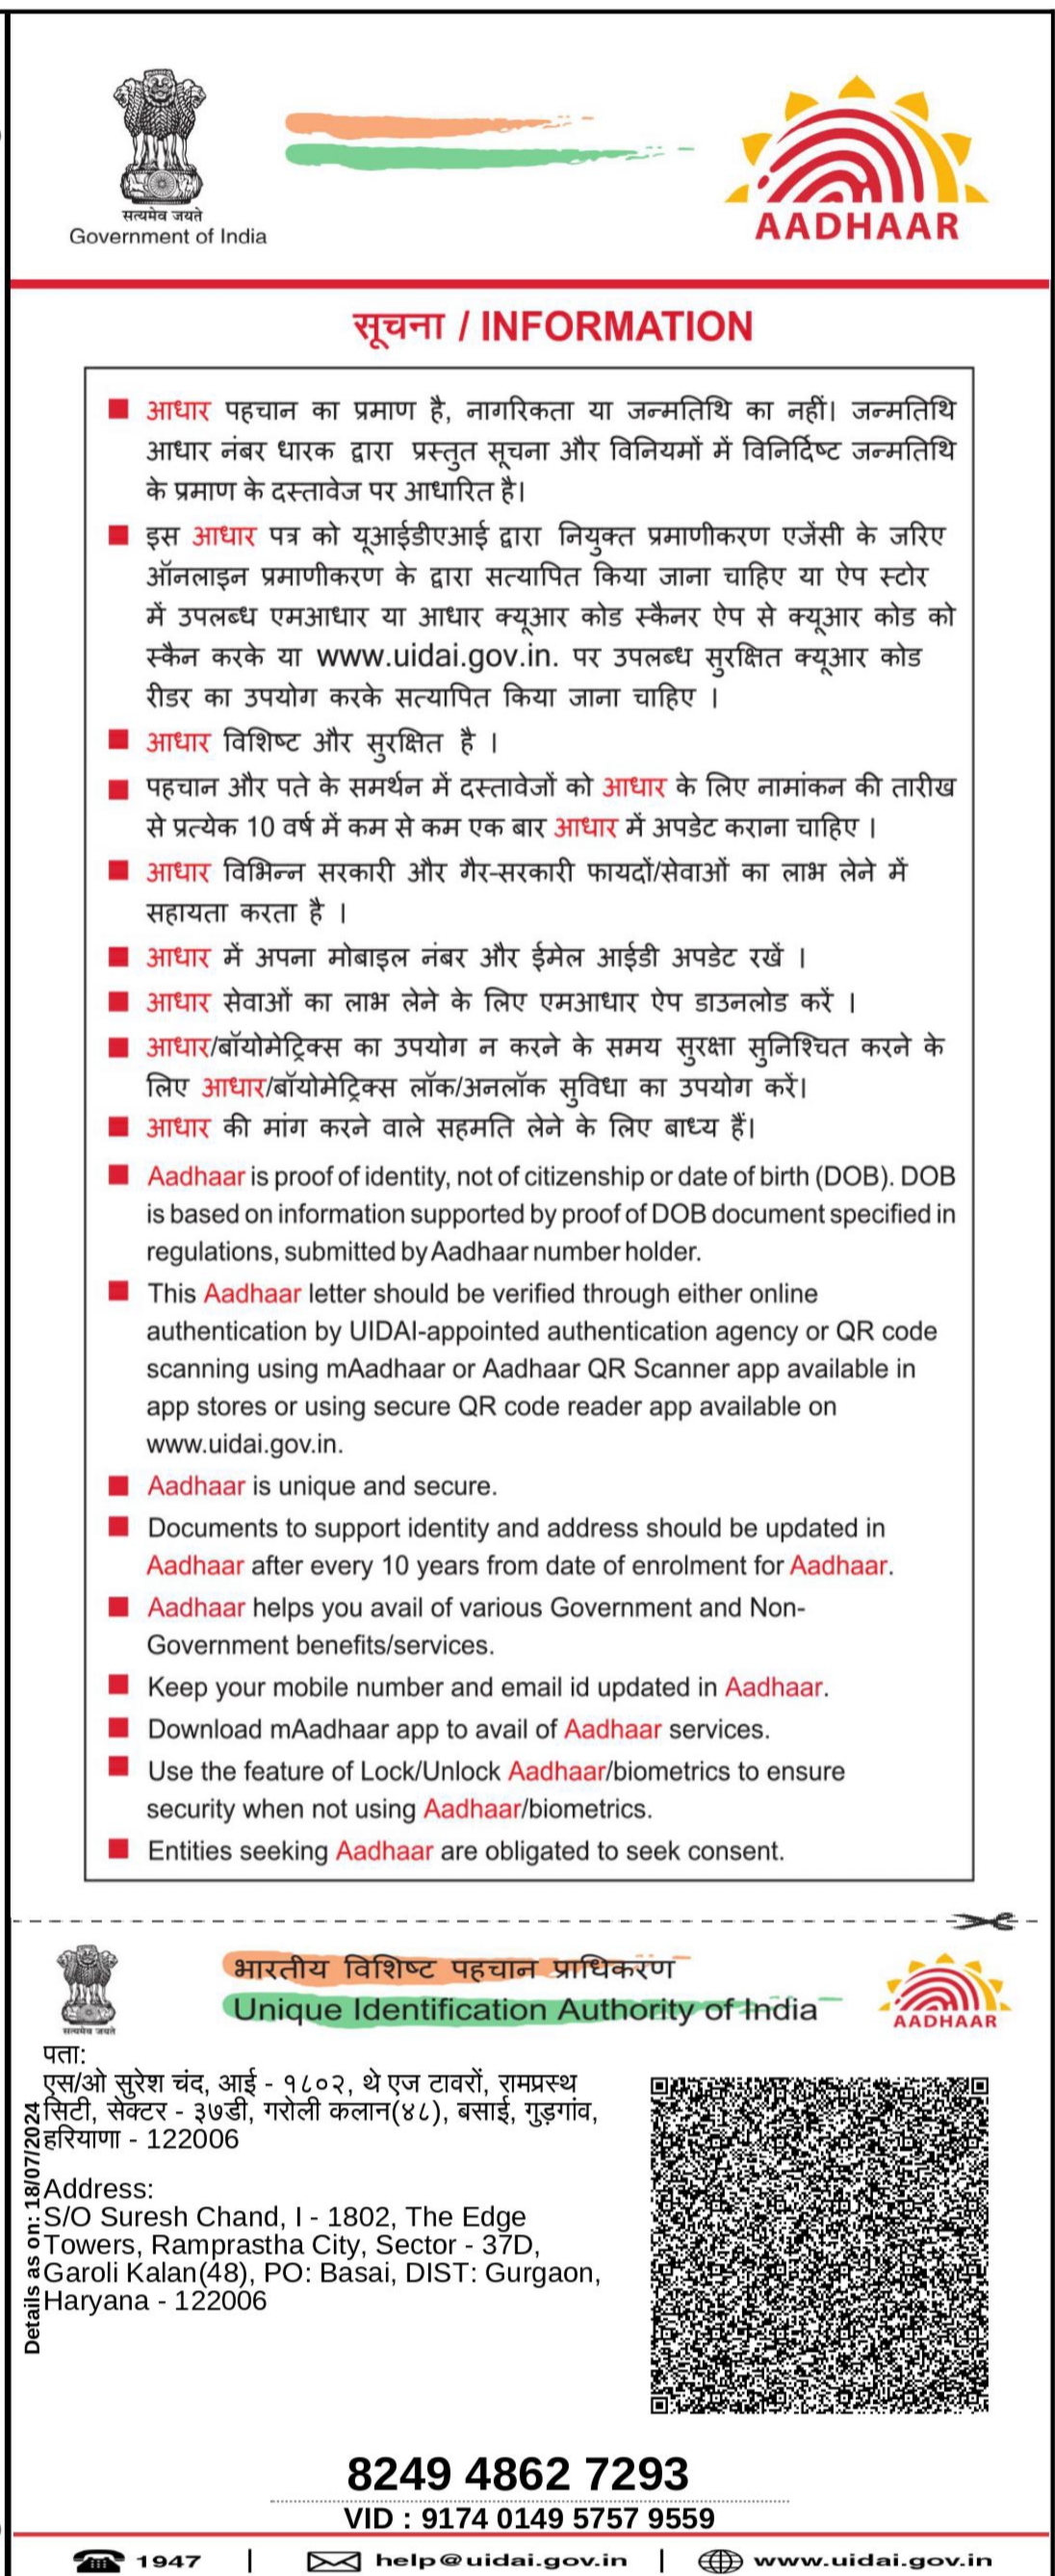 सत्यमेव जयते
Government of India
AADHAAR
सूचना / INFORMATION
आधार पहचान का प्रमाण है, नागरिकता या जन्मतिथि का नहीं। जन्मतिथि
आधार नंबर धारक द्वारा प्रस्तुत सूचना और विनियमों में विनिर्दिष्ट जन्मतिथि
के प्रमाण के दस्तावेज पर आधारित है।
इस आधार पत्र को यूआईडीएआई द्वारा नियुक्त प्रमाणीकरण एजेंसी के जरिए
ऑनलाइन प्रमाणीकरण के द्वारा सत्यापित किया जाना चाहिए या ऐप स्टोर
में उपलब्ध एमआधार या आधार क्यूआर कोड स्कैनर ऐप से क्यूआर कोड को
स्कैन करके या www.uidai.gov.in. पर उपलब्ध सुरक्षित क्यूआर कोड
रीडर का उपयोग करके सत्यापित किया जाना चाहिए ।
आधार विशिष्ट और सुरक्षित है ।
पहचान और पते के समर्थन में दस्तावेजों को आधार के लिए नामांकन की तारीख
से प्रत्येक 10 वर्ष में कम से कम एक बार आधार में अपडेट कराना चाहिए ।
आधार विभिन्न सरकारी और गैर-सरकारी फायदों/सेवाओं का लाभ लेने में
सहायता करता है ।
आधार में अपना मोबाइल नंबर और ईमेल आईडी अपडेट रखें ।
आधार सेवाओं का लाभ लेने के लिए एमआधार ऐप डाउनलोड करें ।
आधार/बॉयोमेट्रिक्स का उपयोग न करने के समय सुरक्षा सुनिश्चित करने के
लिए आधार/बॉयोमेट्रिक्स लॉक/अनलॉक सुविधा का उपयोग करें।
आधार की मांग करने वाले सहमति लेने के लिए बाध्य हैं।
Aadhaar is proof of identity, not of citizenship or date of birth (DOB). DOB
is based on information supported by proof of DOB document specified in
regulations, submitted by Aadhaar number holder.
This Aadhaar letter should be verified through either online
authentication by UIDAI-appointed authentication agency or QR code
scanning using mAadhaar or Aadhaar QR Scanner app available in
app stores or using secure QR code reader app available on
www.uidai.gov.in.
Aadhaar is unique and secure.
Documents to support identity and address should be updated in
Aadhaar after every 10 years from date of enrolment for Aadhaar.
Aadhaar helps you avail of various Government and Non-
Government benefits/services.
Keep your mobile number and email id updated in Aadhaar.
Download mAadhaar app to avail of Aadhaar services.
Use the feature of Lock/Unlock Aadhaar/biometrics to ensure
security when not using Aadhaar/biometrics.
Entities seeking Aadhaar are obligated to seek consent.
सत्यमेव जयते
भारतीय विशिष्ट पहचान प्राधिकरण
Unique Identification Authority of India
AADHAAR
पता:
एस/ओ सुरेश चंद, आई - १८०२, थे एज टावरों, रामप्रस्थ
सिटी, सेक्टर - ३७डी, गरोली कलान(४८), बसाई, गुड़गांव,
हरियाणा - 122006
Address:
S/O Suresh Chand, I - 1802, The Edge
Towers, Ramprastha City, Sector - 37D,
Garoli Kalan(48), PO: Basai, DIST: Gurgaon,
Haryana - 122006
Details as on: 18/07/2024
8249 4862 7293
VID : 9174 0149 5757 9559
1947 | help@uidai.gov.in | www.uidai.gov.in